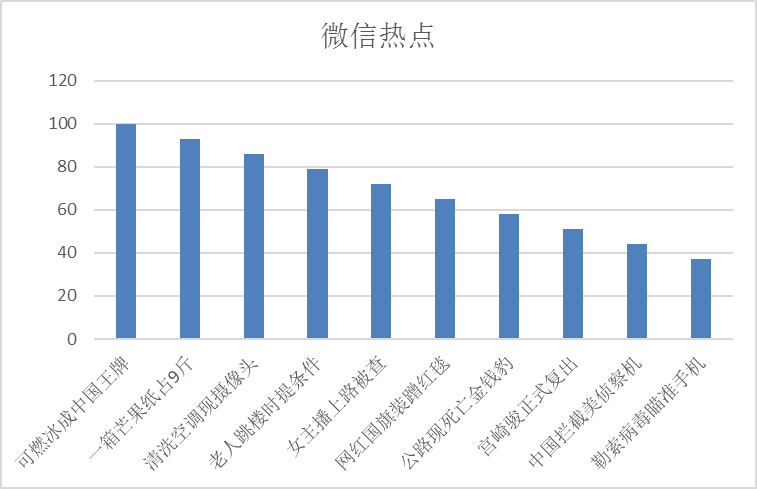 微信热点
120
100
80
60
40
20
0
可燃冰成中国王牌
一箱芒果纸占9斤
清洗空调现摄像头
老人跳楼时提条件
女主播上路被查
网红国旗装蹭红毯
公路现死亡金钱豹
宫崎骏正式复出
中国拦截美侦察机
勒索病毒瞄准手机